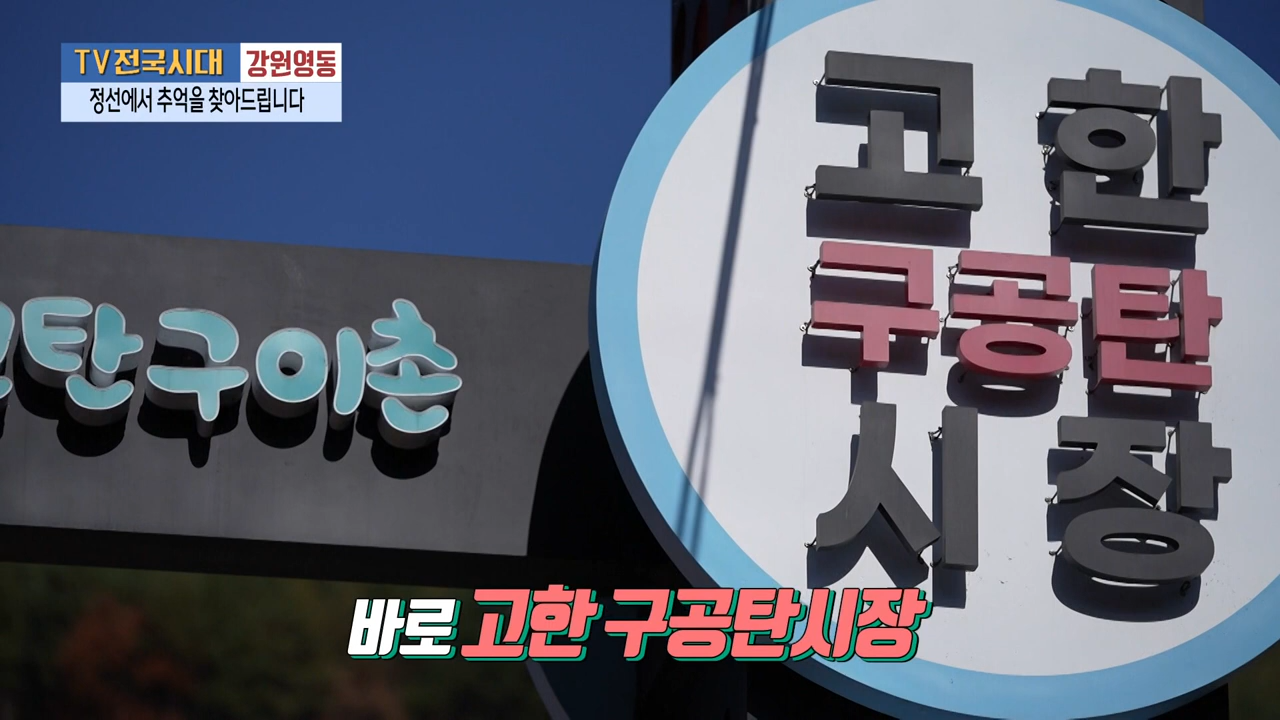 TV전국시대 강원영동
정선에서 추억을 찾아드립니다
고한
구공탄
시장
탄구이촌
바로 고한 구공탄시장